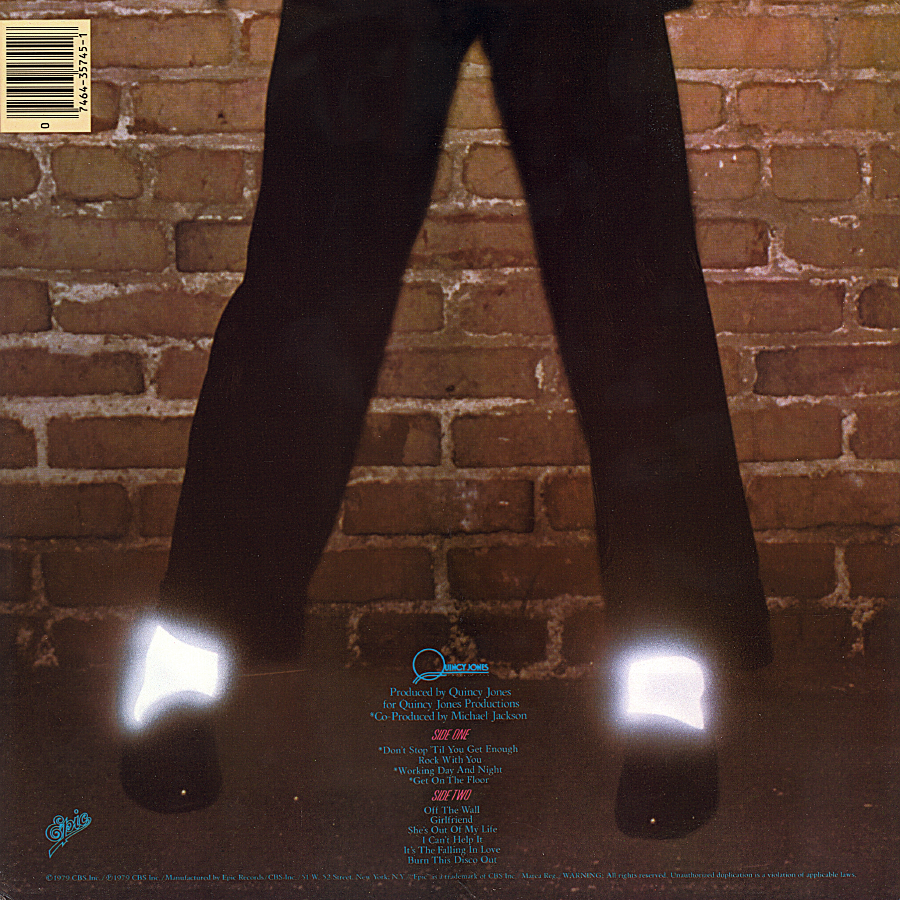 0 7464-35745-1
QUINCY JONES
Produced by Quincy Jones
for Quincy Jones Productions
*Co-Produced by Michael Jackson
SIDE ONE
*Don't Stop 'Til You Get Enough
Rock With You
*Working Day And Night
*Get On The Floor
SIDE TWO
Off The Wall
Girlfriend
She's Out Of My Life
I Can't Help It
It's The Falling In Love
Burn This Disco Out
Epic
©1979 CBS Inc./℗1979 CBS Inc./Manufactured by Epic Records/CBS Inc./51 W. 52 Street, New York, N.Y./"Epic" is a trademark of CBS Inc. Marca Reg., WARNING: All rights reserved. Unauthorized duplication is a violation of applicable laws.